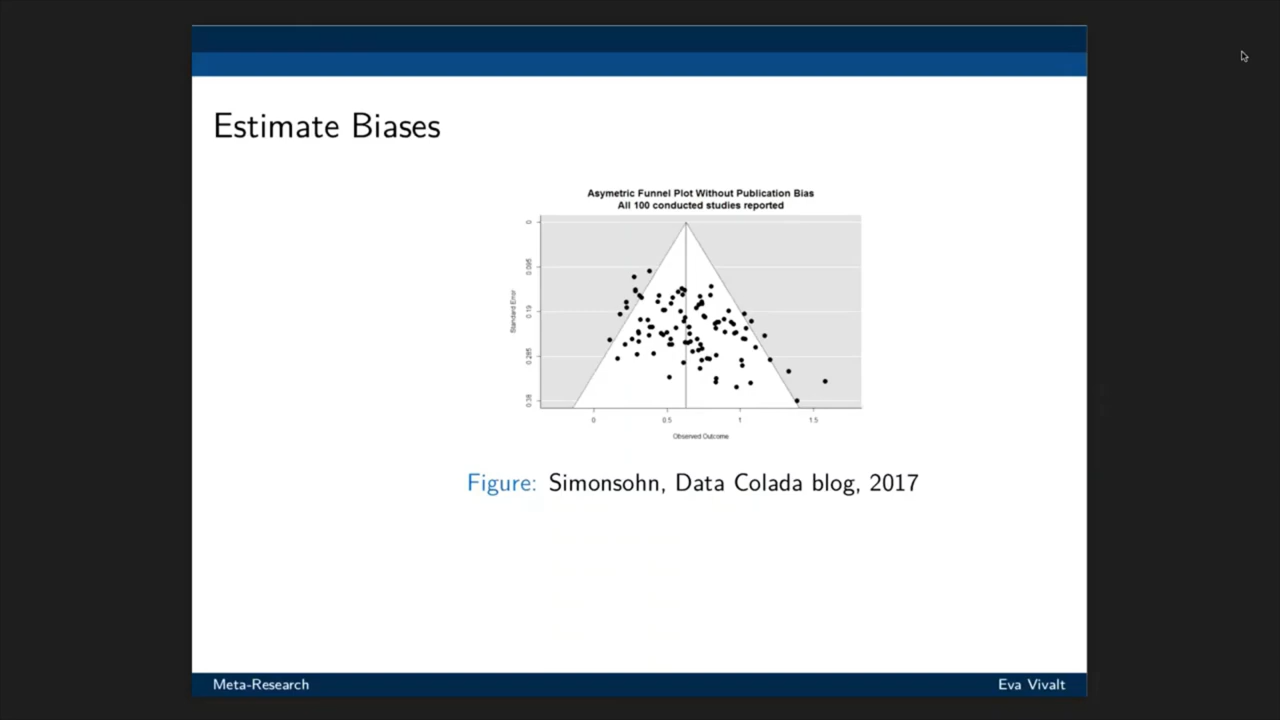 Estimate Biases
Asymetric Funnel Plot Without Publication Bias
All 100 conducted studies reported
0
0.095
0.19
0.285
0.38
Standard Error
0
0.5
1
1.5
Observed Outcome
Figure: Simonsohn, Data Colada blog, 2017
Meta-Research
Eva Vivalt